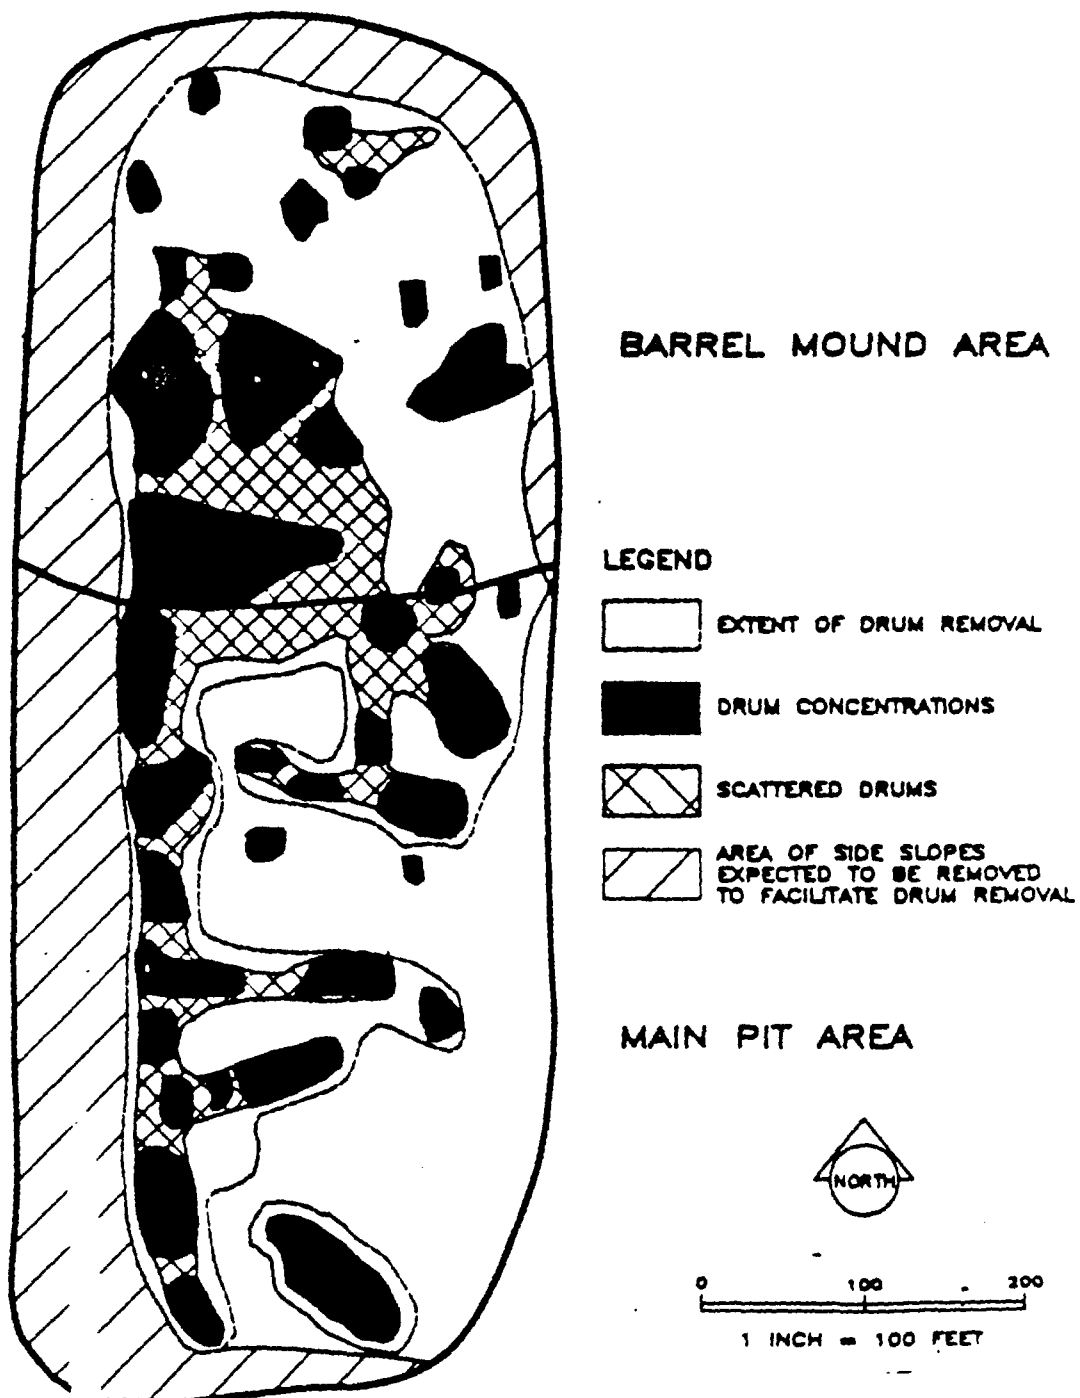 BARREL MOUND AREA
LEGEND
EXTENT OF DRUM REMOVAL
DRUM CONCENTRATIONS
SCATTERED DRUMS
AREA OF SIDE SLOPES
EXPECTED TO BE REMOVED
TO FACILITATE DRUM REMOVAL
MAIN PIT AREA
NORTH
0 100 200
1 INCH = 100 FEET